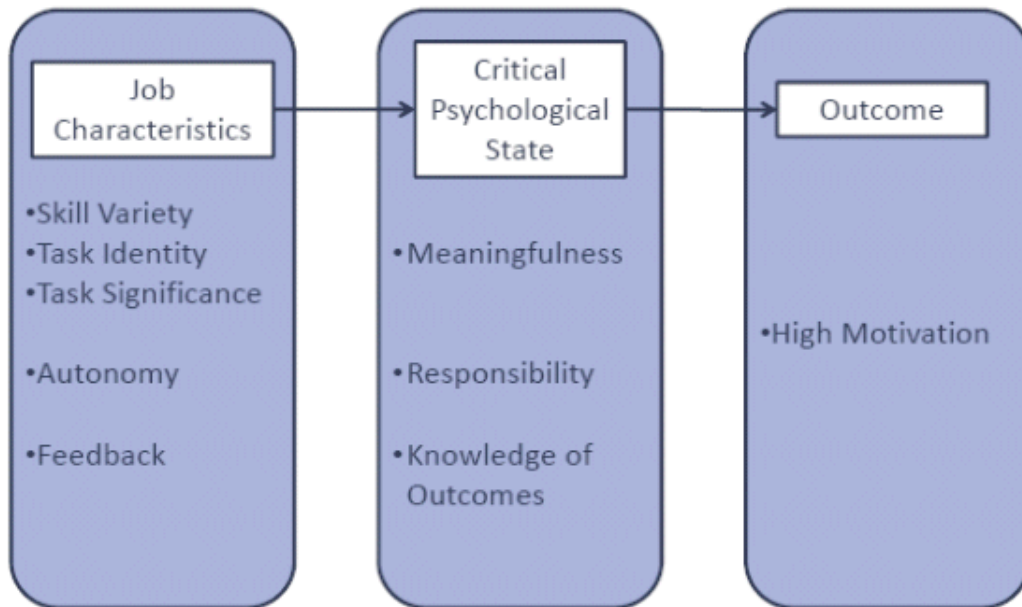 Job
Characteristics
•Skill Variety
•Task Identity
•Task Significance
•Autonomy
•Feedback
Critical
Psychological
State
•Meaningfulness
•Responsibility
•Knowledge of
Outcomes
Outcome
•High Motivation